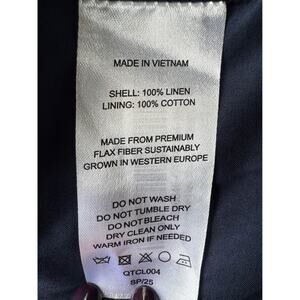 MADE IN VIETNAM
SHELL: 100% LINEN
LINING: 100% COTTON
MADE FROM PREMIUM
FLAX FIBER SUSTAINABLY
GROWN IN WESTERN EUROPE
DO NOT WASH
DO NOT TUMBLE DRY
DO NOT BLEACH
DRY CLEAN ONLY
WARM IRON IF NEEDED
QTCL004
SP/25